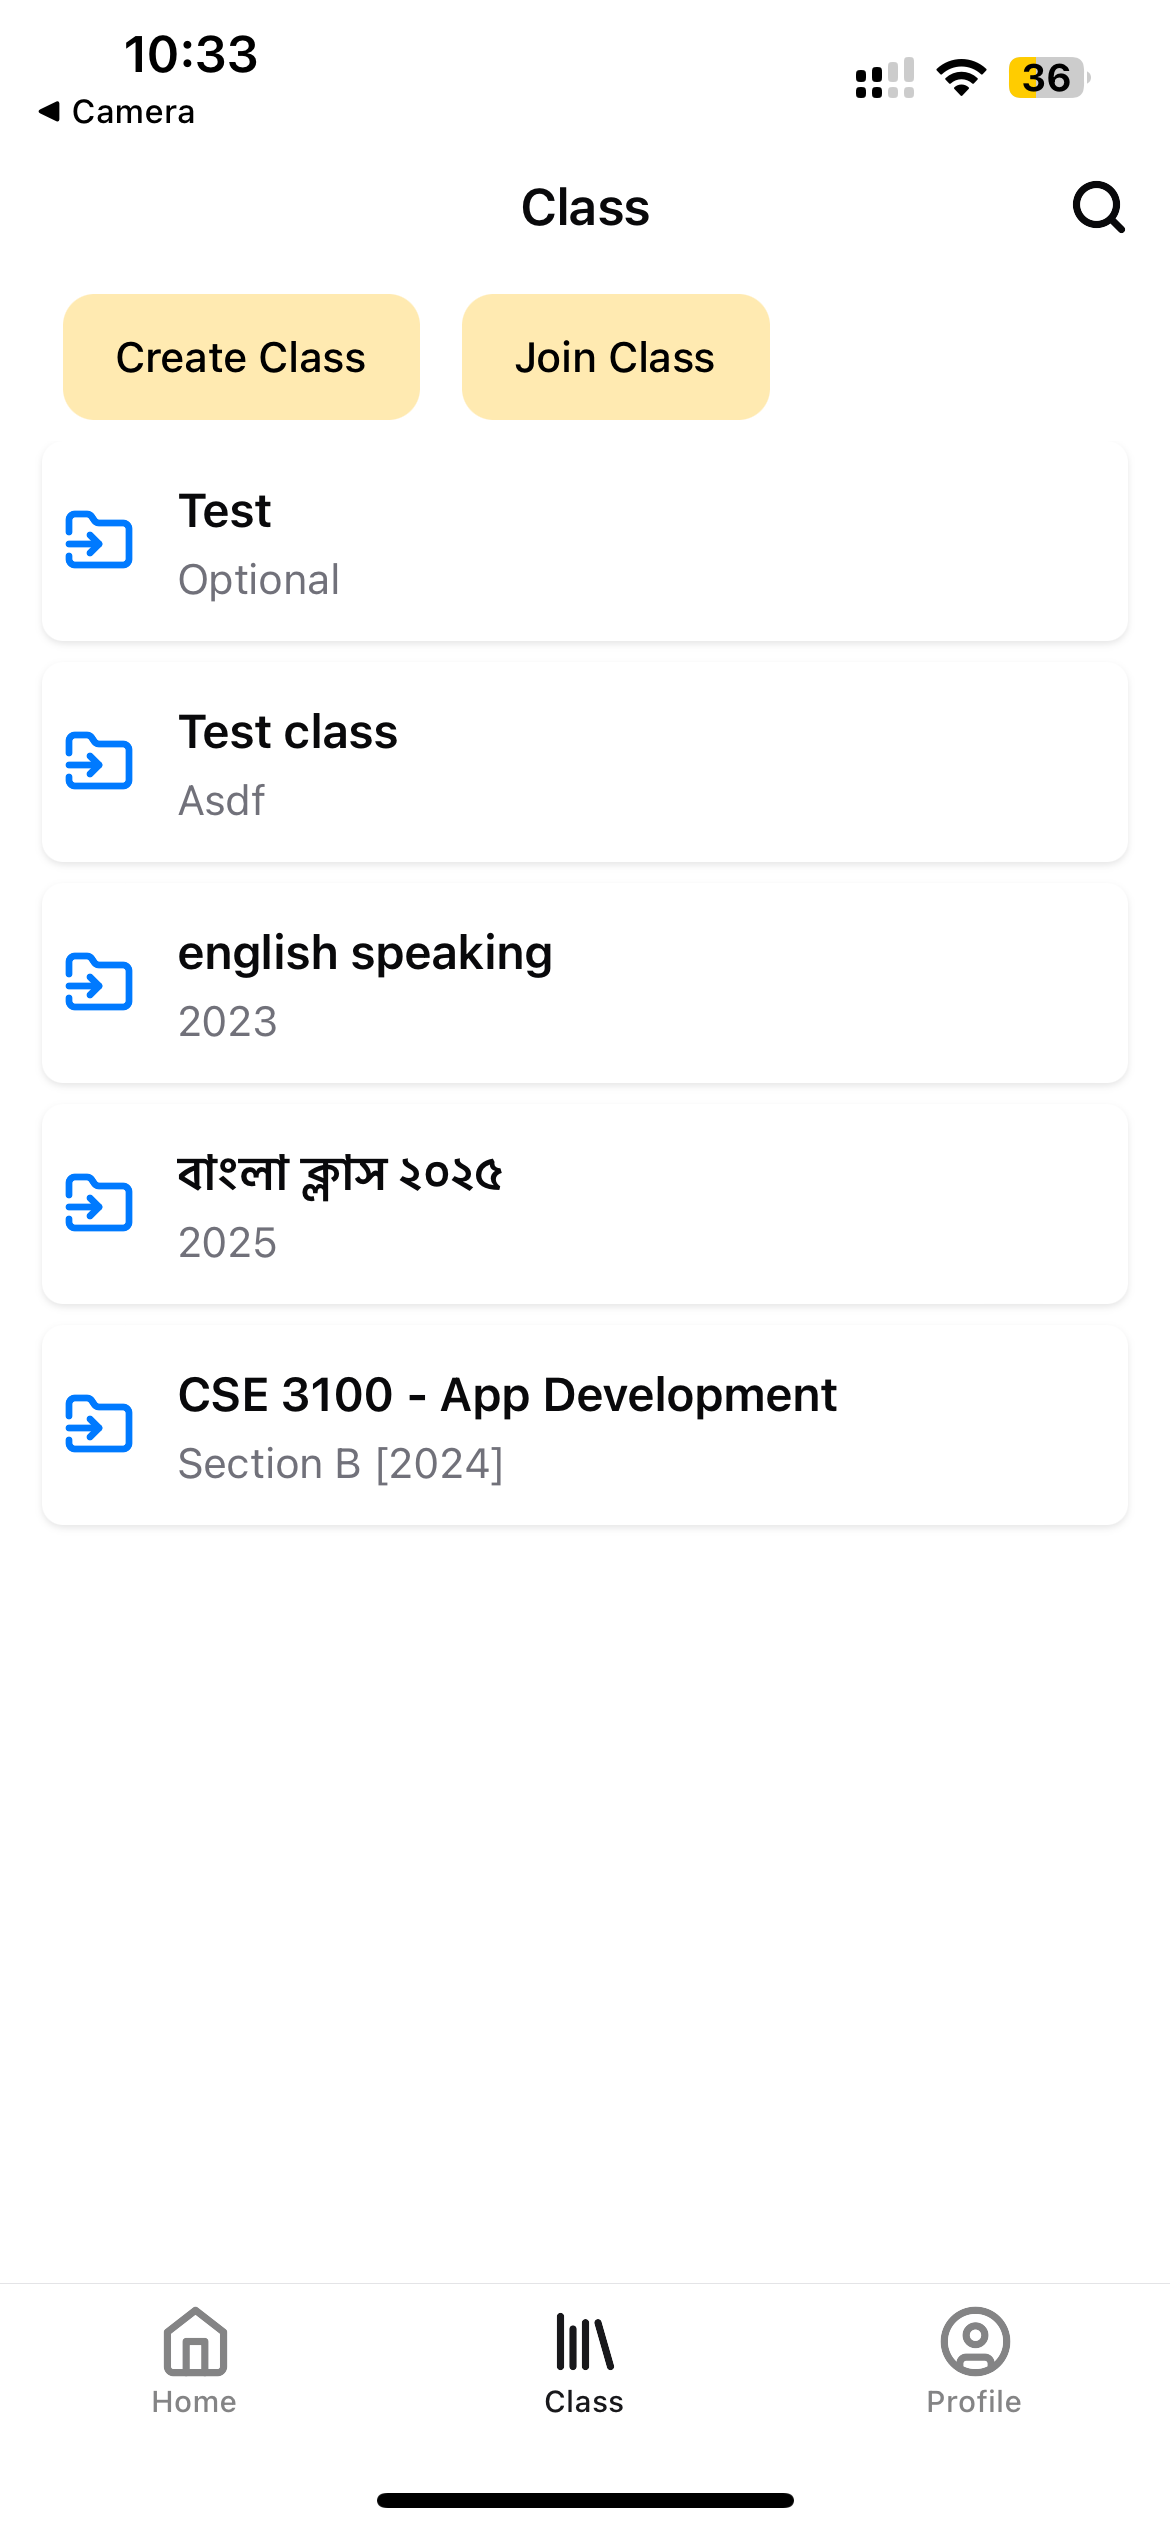 10:33
36
◀ Camera
Class
Create Class
Join Class
Test
Optional
Test class
Asdf
english speaking
2023
বাংলা ক্লাস ২০২৫
2025
CSE 3100 - App Development
Section B [2024]
Home
Class
Profile